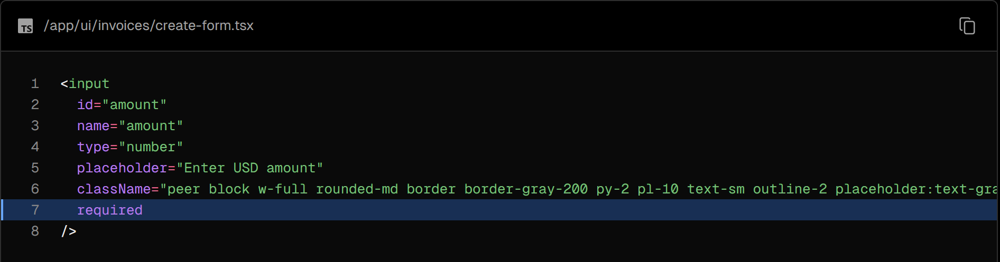 TS /app/ui/invoices/create-form.tsx
1 <input
2 id="amount"
3 name="amount"
4 type="number"
5 placeholder="Enter USD amount"
6 className="peer block w-full rounded-md border border-gray-200 py-2 pl-10 text-sm outline-2 placeholder:text-gra
7 required
8 />